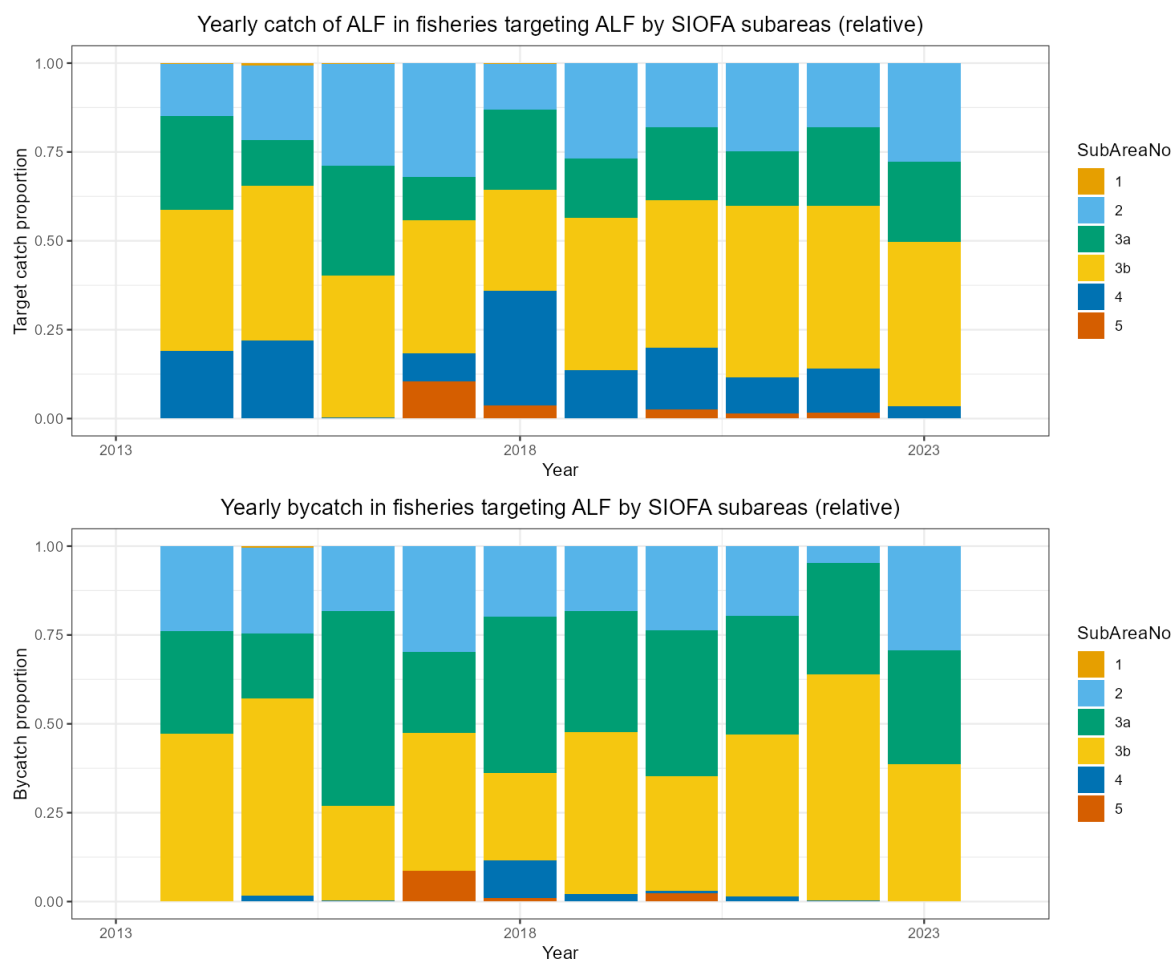 Yearly catch of ALF in fisheries targeting ALF by SIOFA subareas (relative)
Target catch proportion
1.00
0.75
0.50
0.25
0.00
2013
2018
2023
Year
SubAreaNo
1
2
3a
3b
4
5
Yearly bycatch in fisheries targeting ALF by SIOFA subareas (relative)
Bycatch proportion
1.00
0.75
0.50
0.25
0.00
2013
2018
2023
Year
SubAreaNo
1
2
3a
3b
4
5